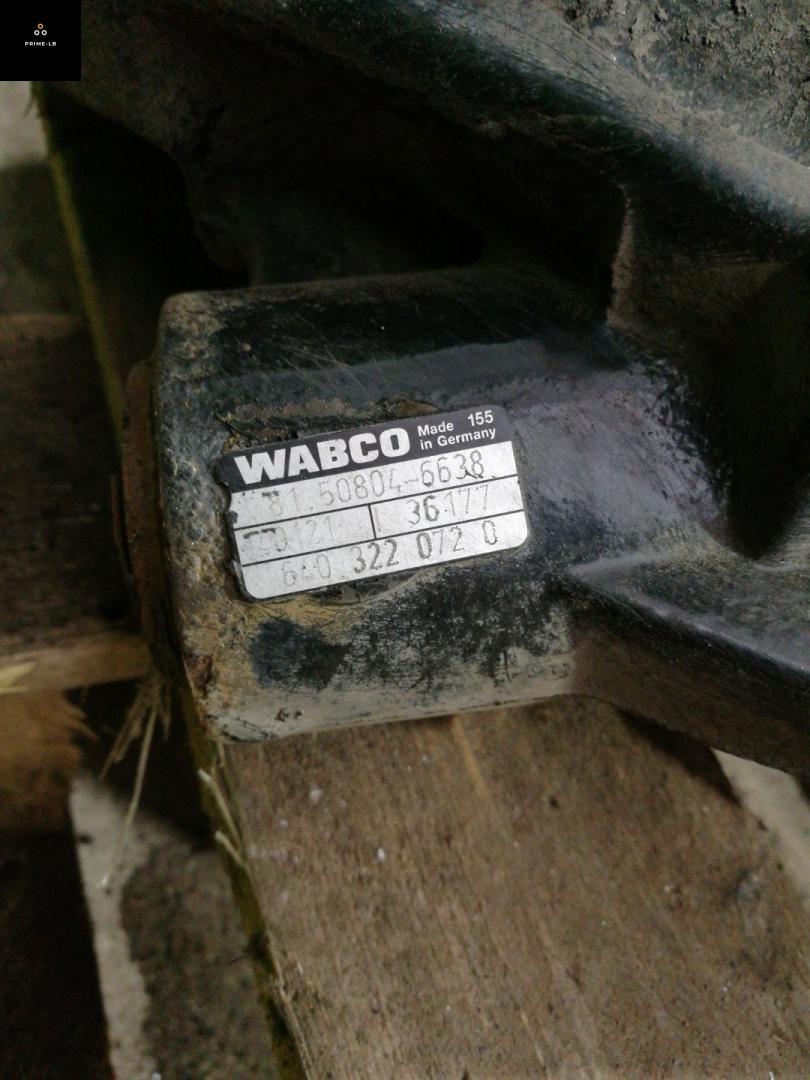 PRIME-LB
WABCO Made 155
in Germany
81.50804-6638
36177
640 322 072 0